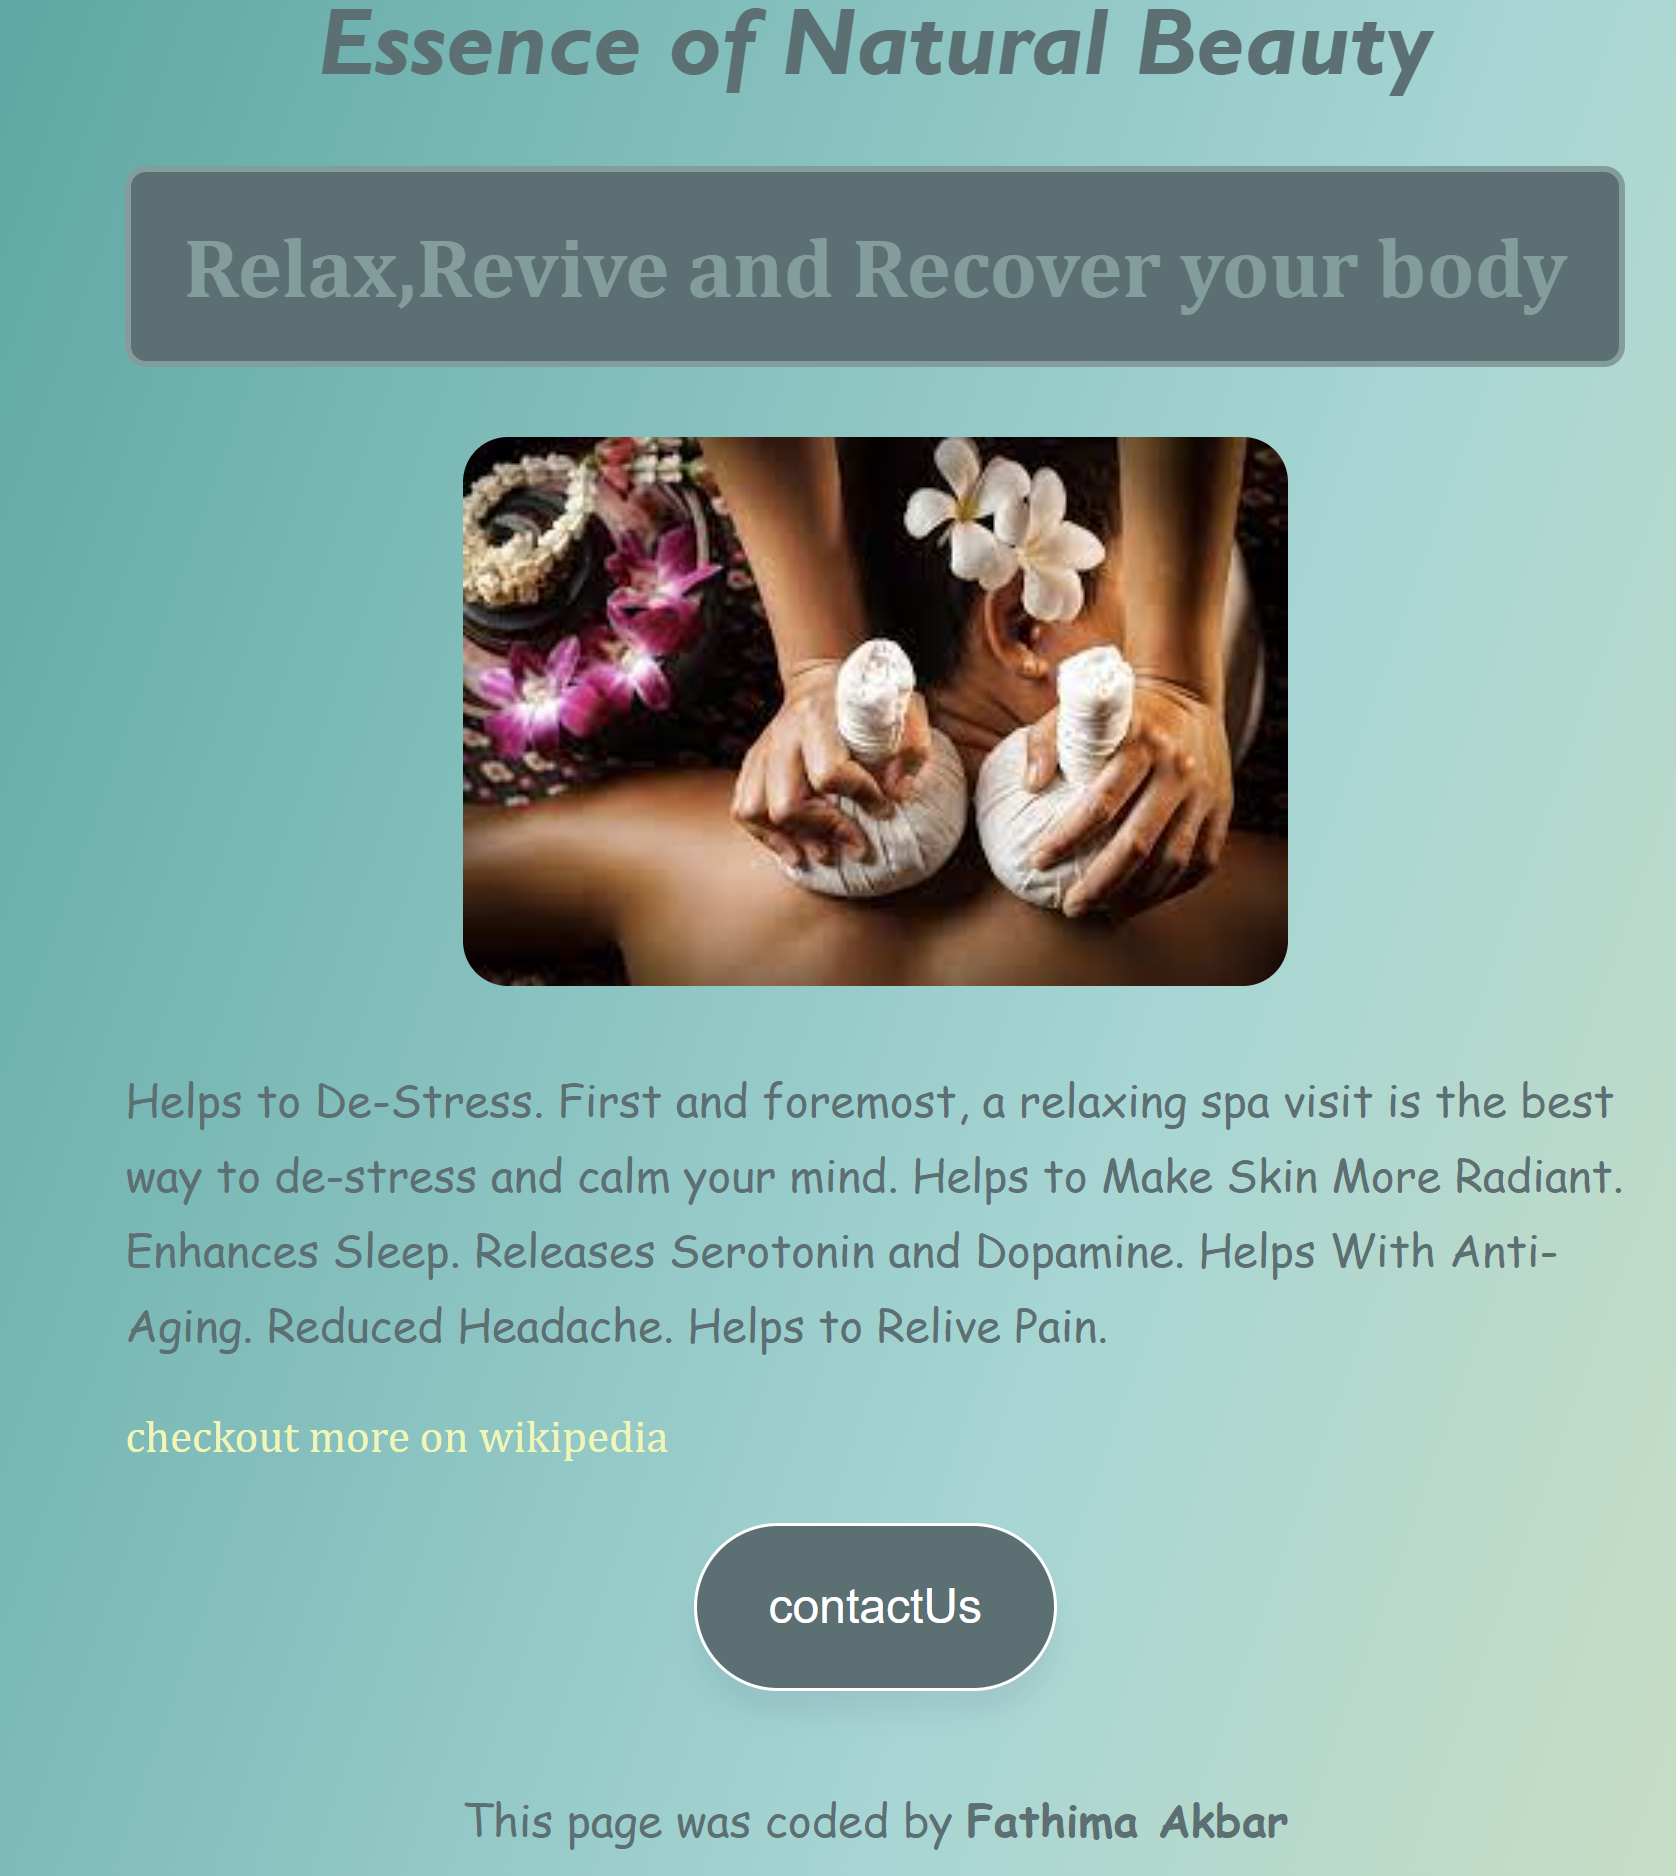 Essence of Natural Beauty
Relax,Revive and Recover your body
Helps to De-Stress. First and foremost, a relaxing spa visit is the best
way to de-stress and calm your mind. Helps to Make Skin More Radiant.
Enhances Sleep. Releases Serotonin and Dopamine. Helps With Anti-
Aging. Reduced Headache. Helps to Relive Pain.
checkout more on wikipedia
contactUs
This page was coded by Fathima Akbar